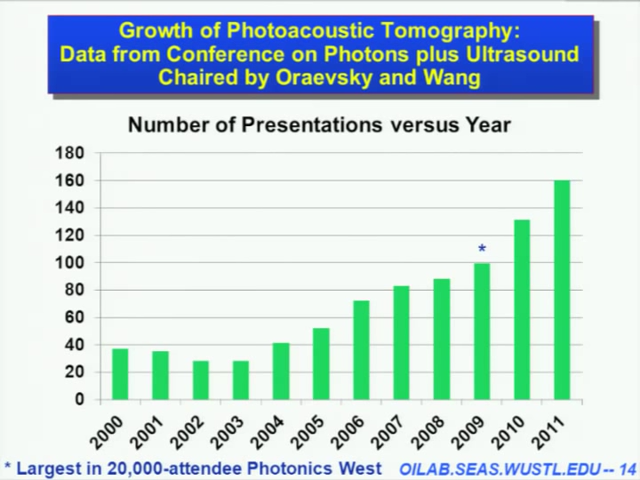 Growth of Photoacoustic Tomography:
Data from Conference on Photons plus Ultrasound
Chaired by Oraevsky and Wang
Number of Presentations versus Year
180
160
140
120
100
80
60
40
20
0
*
2000 2001 2002 2003 2004 2005 2006 2007 2008 2009 2010 2011
* Largest in 20,000-attendee Photonics West OILAB.SEAS.WUSTL.EDU -- 14